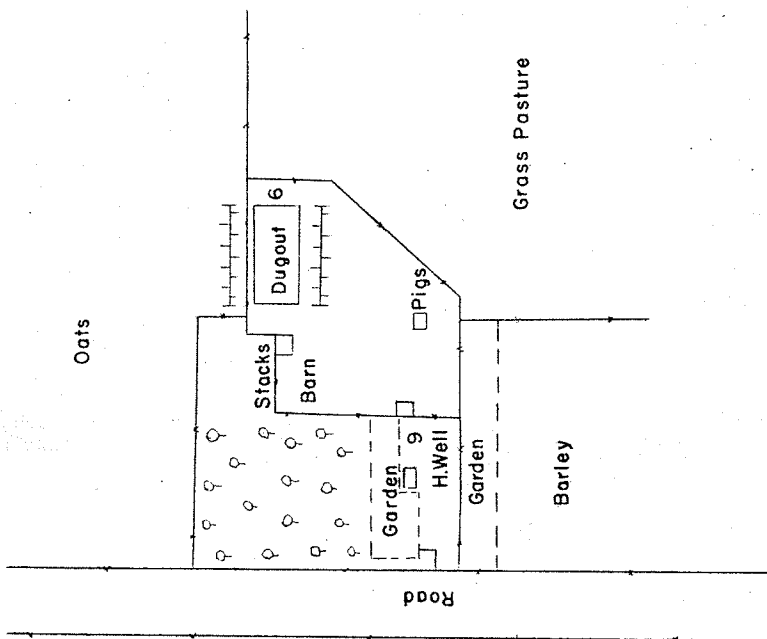 Oats
Grass Pasture
6
Dugout
Pigs
Stacks
Barn
9
H.Well
Garden
Garden
Barley
Road